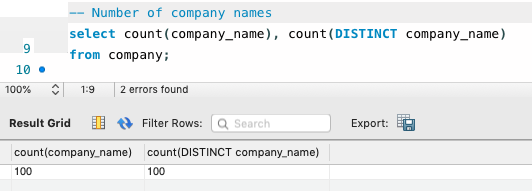 -- Number of company names
select count(company_name), count(DISTINCT company_name)
9 from company;
10
100% 1:9 2 errors found
Result Grid Filter Rows: Search Export:
count(company_name) count(DISTINCT company_name)
100 100